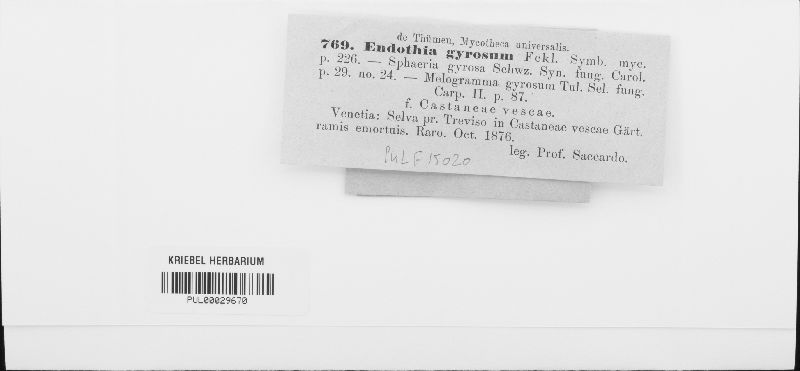 de Thümen, Mycotheca universalis.
769. Endothia gyrosum Fckl. Symb. myc.
p. 226. — Sphaeria gyrosa Schwz. Syn. fung. Carol.
p. 29. no. 24. — Melogramma gyrosum Tul. Sel. fung.
Carp. II. p. 87.
f. Castaneae vescae.
Venetia: Selva pr. Treviso in Castaneae vescae Gärt.
ramis emortuis. Raro. Oct. 1876.
leg. Prof. Saccardo.
PUL F 15020
KRIEBEL HERBARIUM
PUL00029670